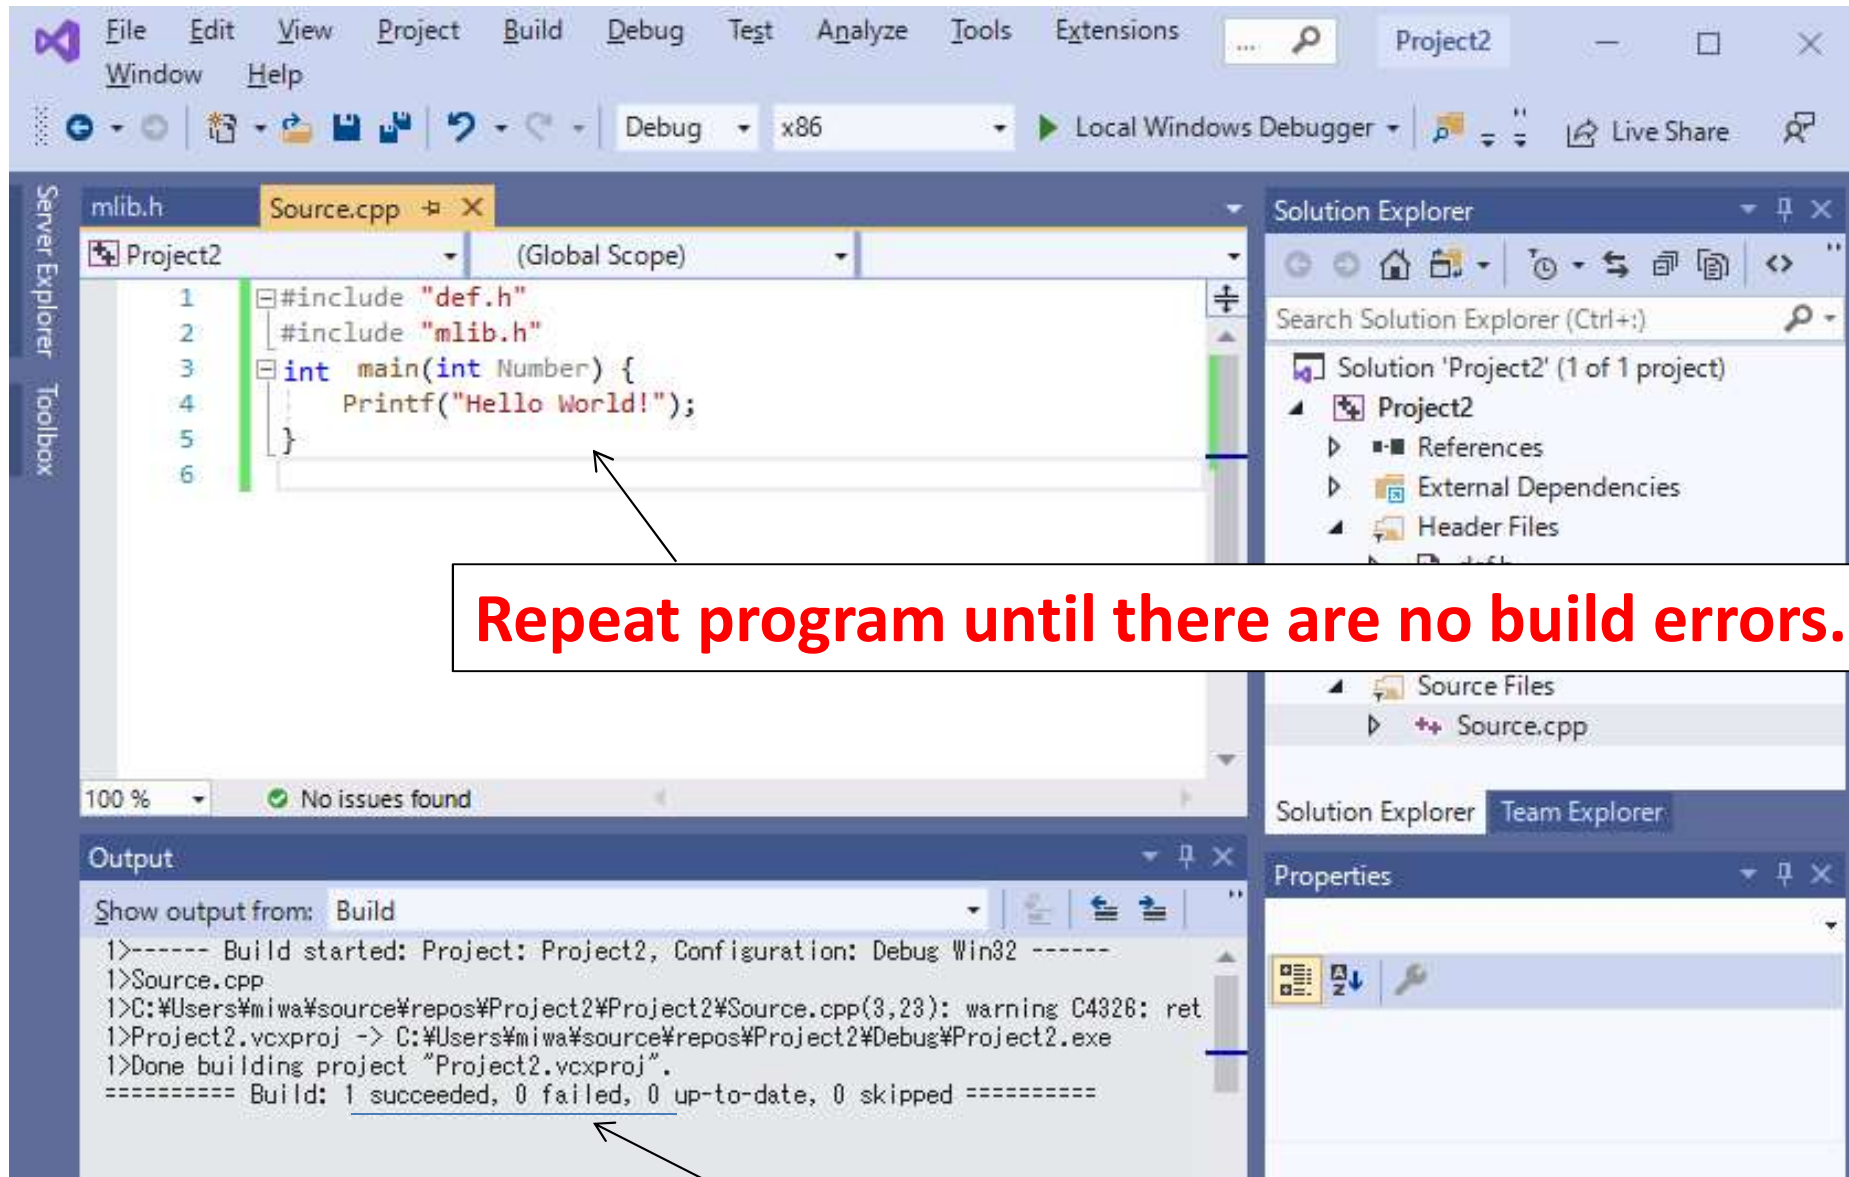 File Edit View Project Build Debug Test Analyze Tools Extensions ... Project2
Window Help
Debug x86 Local Windows Debugger Live Share
Server Explorer
Toolbox
mlib.h Source.cpp
Project2 (Global Scope)
1 #include "def.h"
2 #include "mlib.h"
3 int main(int Number) {
4 Printf("Hello World!");
5 }
6
Repeat program until there are no build errors.
100 % No issues found
Solution Explorer
Search Solution Explorer (Ctrl+:)
Solution 'Project2' (1 of 1 project)
Project2
References
External Dependencies
Header Files
Source Files
Source.cpp
Solution Explorer Team Explorer
Output
Show output from: Build
1>------ Build started: Project: Project2, Configuration: Debug Win32 ------
1>Source.cpp
1>C:¥Users¥miwa¥source¥repos¥Project2¥Project2¥Source.cpp(3,23): warning C4326: ret
1>Project2.vcxproj -> C:¥Users¥miwa¥source¥repos¥Project2¥Debug¥Project2.exe
1>Done building project "Project2.vcxproj".
========== Build: 1 succeeded, 0 failed, 0 up-to-date, 0 skipped ==========
Properties